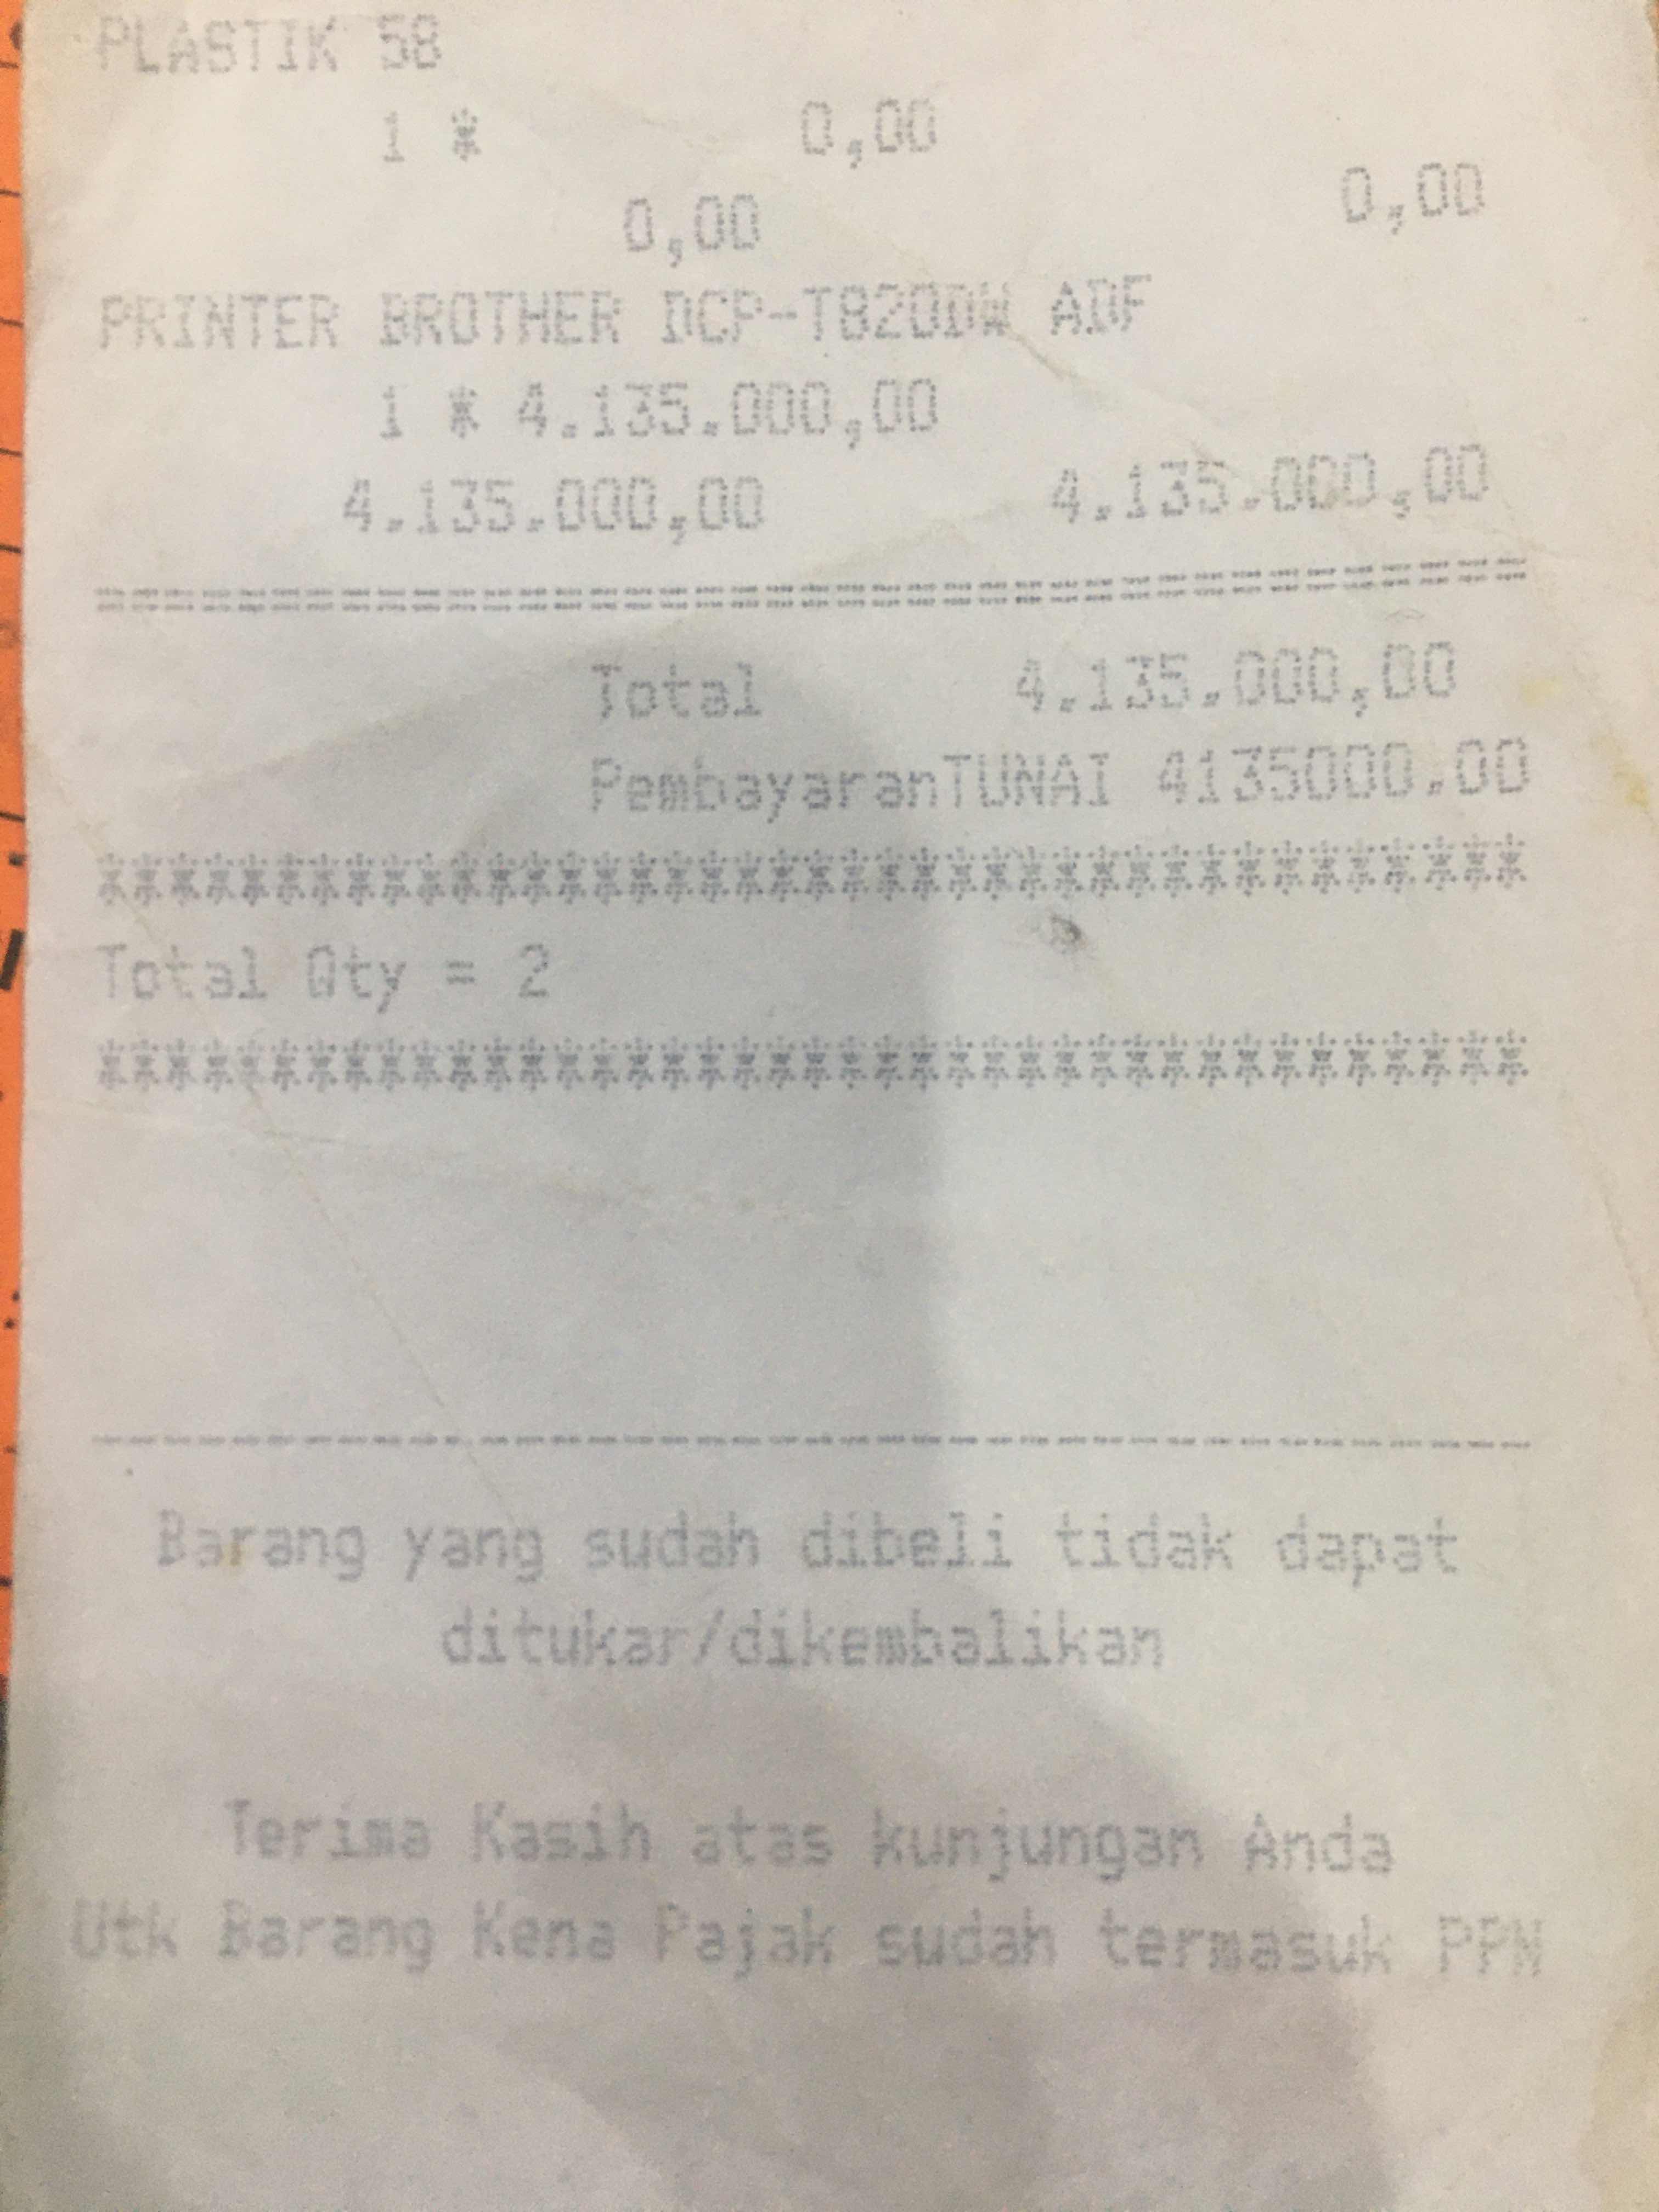 PLASTIK 58
1 * 0,00
0,00 0,00
PRINTER BROTHER DCP-T820DW ADF
1 * 4.135.000,00
4.135.000,00 4.135.000,00
=========================================
Total 4.135.000,00
PembayaranTUNAI 4135000.00
*****************************************
Total Qty = 2
*****************************************
-----------------------------------------
Barang yang sudah dibeli tidak dapat
ditukar/dikembalikan
Terima Kasih atas kunjungan Anda
Utk Barang Kena Pajak sudah termasuk PPN